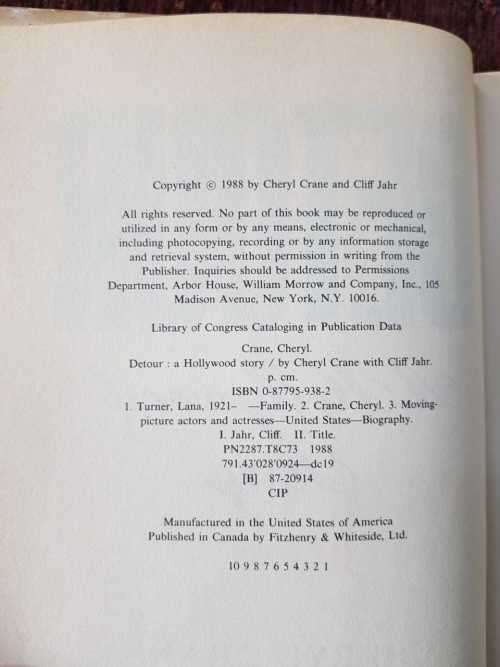 Copyright © 1988 by Cheryl Crane and Cliff Jahr
All rights reserved. No part of this book may be reproduced or
utilized in any form or by any means, electronic or mechanical,
including photocopying, recording or by any information storage
and retrieval system, without permission in writing from the
Publisher. Inquiries should be addressed to Permissions
Department, Arbor House, William Morrow and Company, Inc., 105
Madison Avenue, New York, N.Y. 10016.
Library of Congress Cataloging in Publication Data
Crane, Cheryl.
Detour : a Hollywood story / by Cheryl Crane with Cliff Jahr.
p. cm.
ISBN 0-87795-938-2
1. Turner, Lana, 1921– —Family. 2. Crane, Cheryl. 3. Moving-
picture actors and actresses—United States—Biography.
I. Jahr, Cliff. II. Title.
PN2287.T8C73 1988
791.43'028'0924—dc19
[B] 87-20914
CIP
Manufactured in the United States of America
Published in Canada by Fitzhenry & Whiteside, Ltd.
10 9 8 7 6 5 4 3 2 1